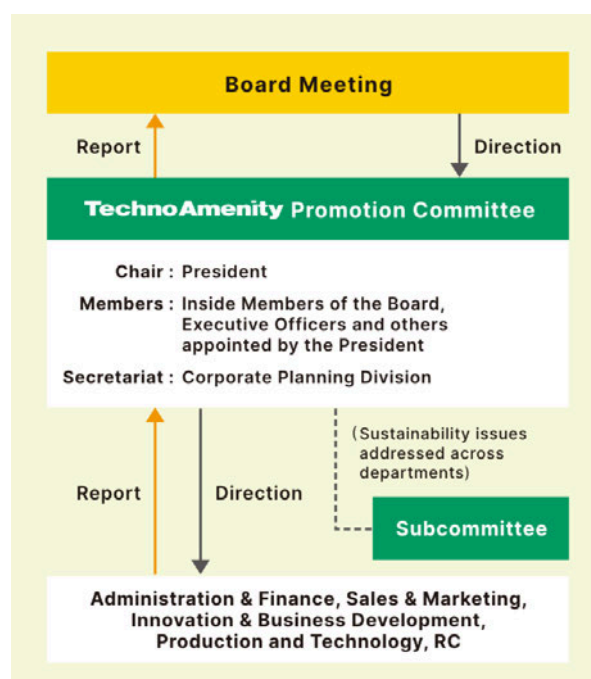 Board Meeting
Report
Direction
TechnoAmenity Promotion Committee
Chair : President
Members : Inside Members of the Board,
Executive Officers and others
appointed by the President
Secretariat : Corporate Planning Division
(Sustainability issues
addressed across
departments)
Report
Direction
Subcommittee
Administration & Finance, Sales & Marketing,
Innovation & Business Development,
Production and Technology, RC